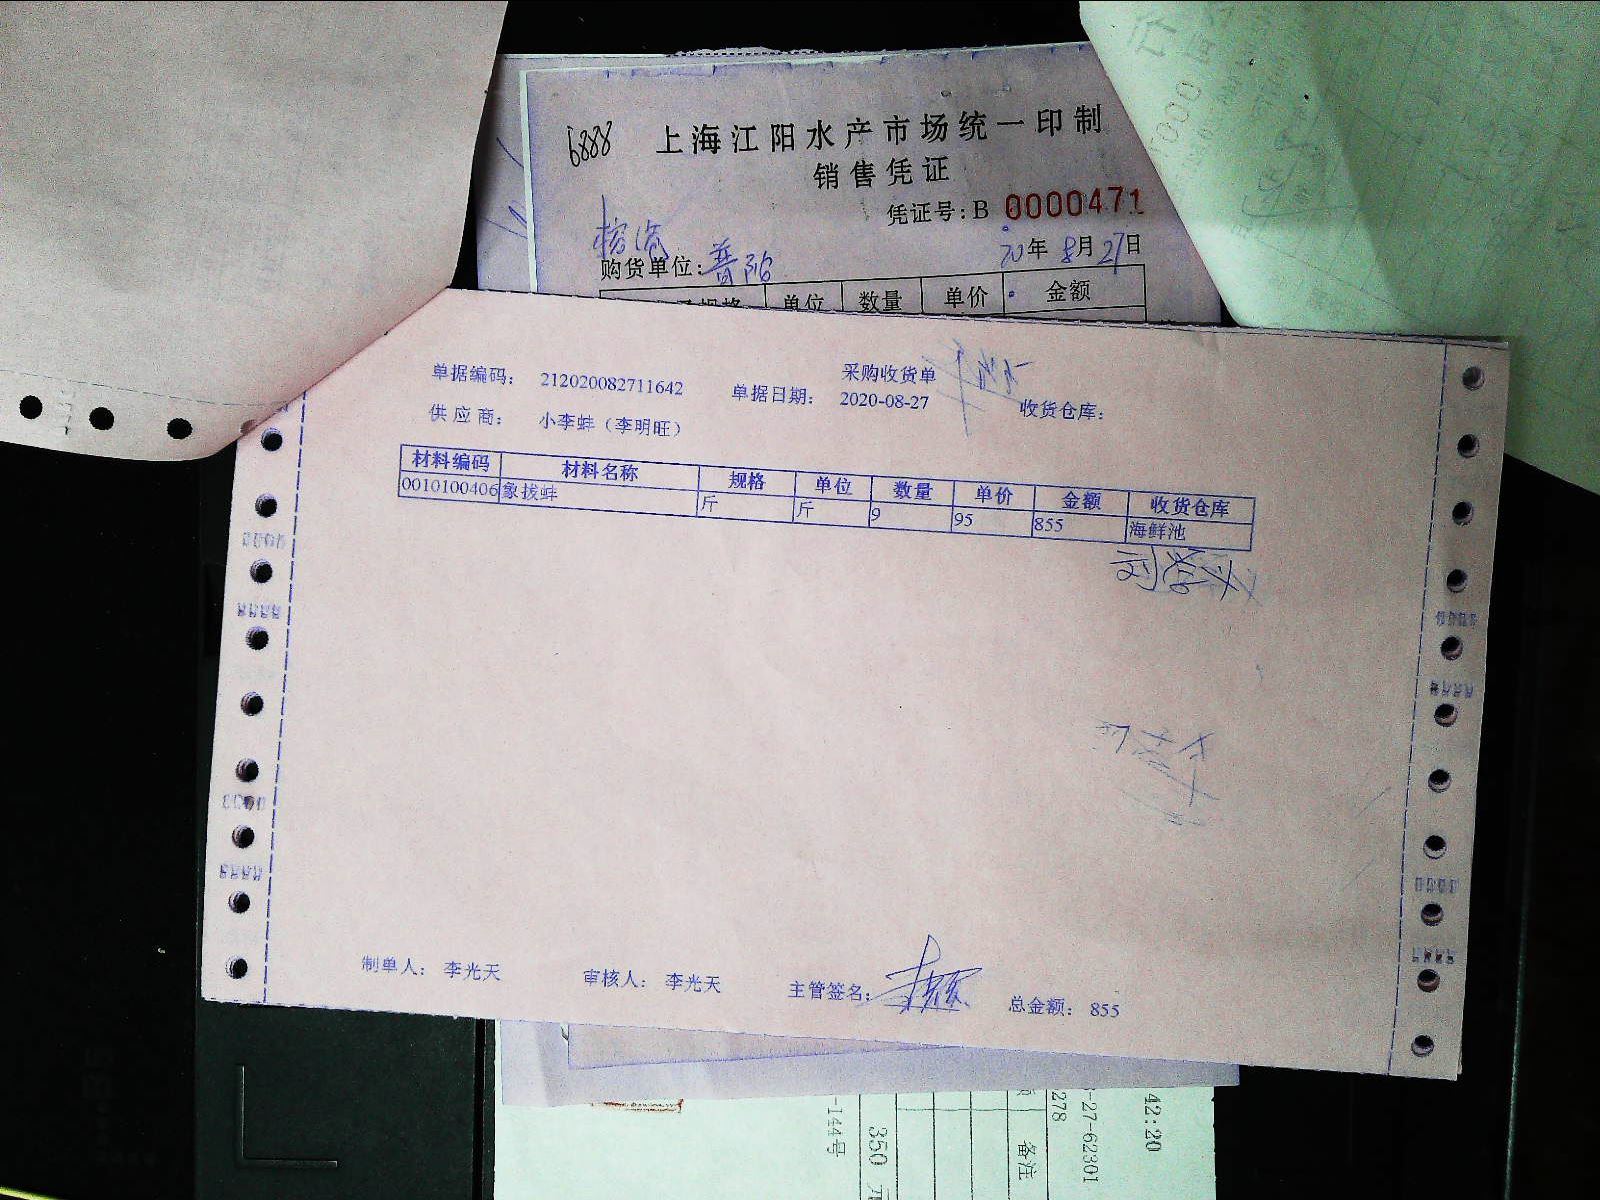 6888
上海江阳水产市场统一印制
销售凭证
凭证号:B 0000471
20年 8月27日
购货单位:普陀
单位 数量 单价 金额
采购收货单
单据编码： 212020082711642 单据日期： 2020-08-27 收货仓库：
供应商： 小李蚌（李明旺）
材料编码 材料名称 规格 单位 数量 单价 金额 收货仓库
0010100406 象拔蚌 斤 斤 9 95 855 海鲜池
制单人： 李光天 审核人： 李光天 主管签名： 总金额： 855
42:20
-27-62301
278
备注
350 元
-144号